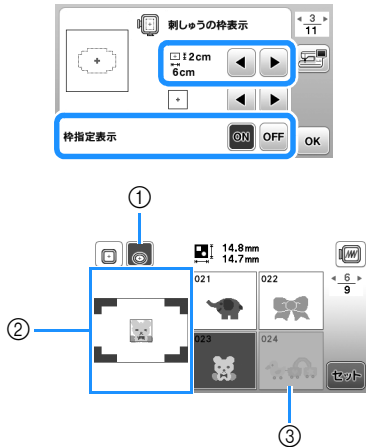 刺しゅうの枠表示
3
11
2cm
6cm
枠指定表示
ON OFF
OK
①
14.8mm
14.7mm
021 022
6
9
②
023 024
セット
③